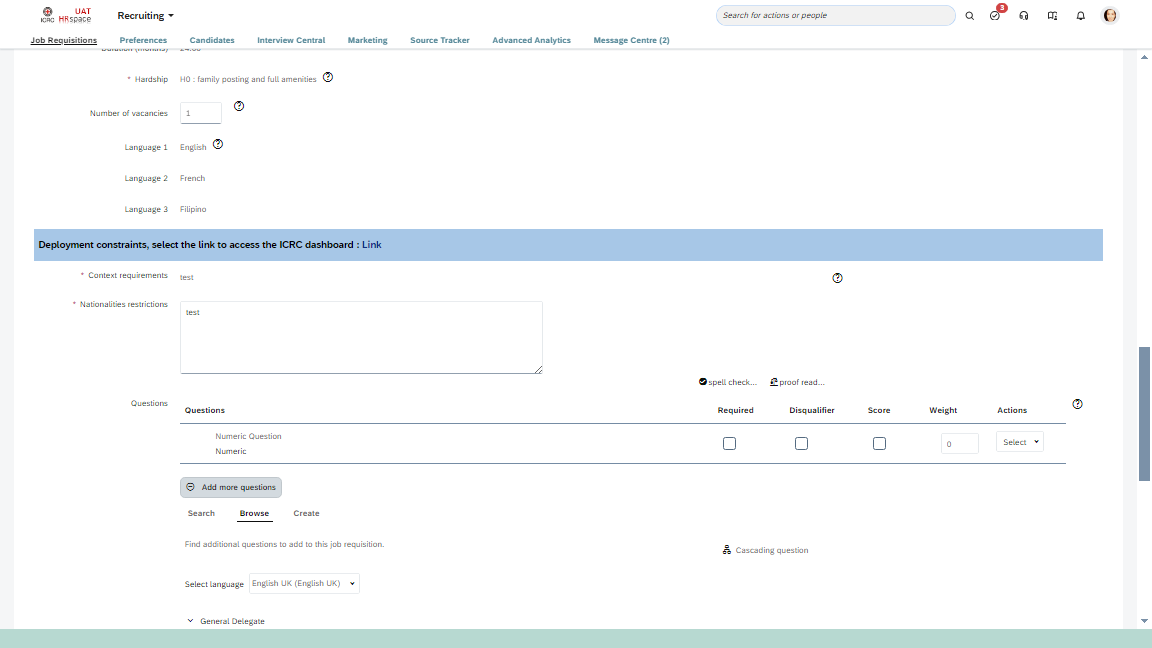 ICRC
UAT
HRspace
Recruiting
Search for actions or people
3
Job Requisitions
Preferences
Candidates
Interview Central
Marketing
Source Tracker
Advanced Analytics
Message Centre (2)
Duration (months) 24.00
* Hardship H0 : family posting and full amenities
Number of vacancies 1
Language 1 English
Language 2 French
Language 3 Filipino
Deployment constraints, select the link to access the ICRC dashboard : Link
* Context requirements test
* Nationalities restrictions test
spell check... proof read...
Questions
Questions Required Disqualifier Score Weight Actions
Numeric Question
Numeric
0 Select
Add more questions
Search Browse Create
Find additional questions to add to this job requisition.
Cascading question
Select language English UK (English UK)
General Delegate